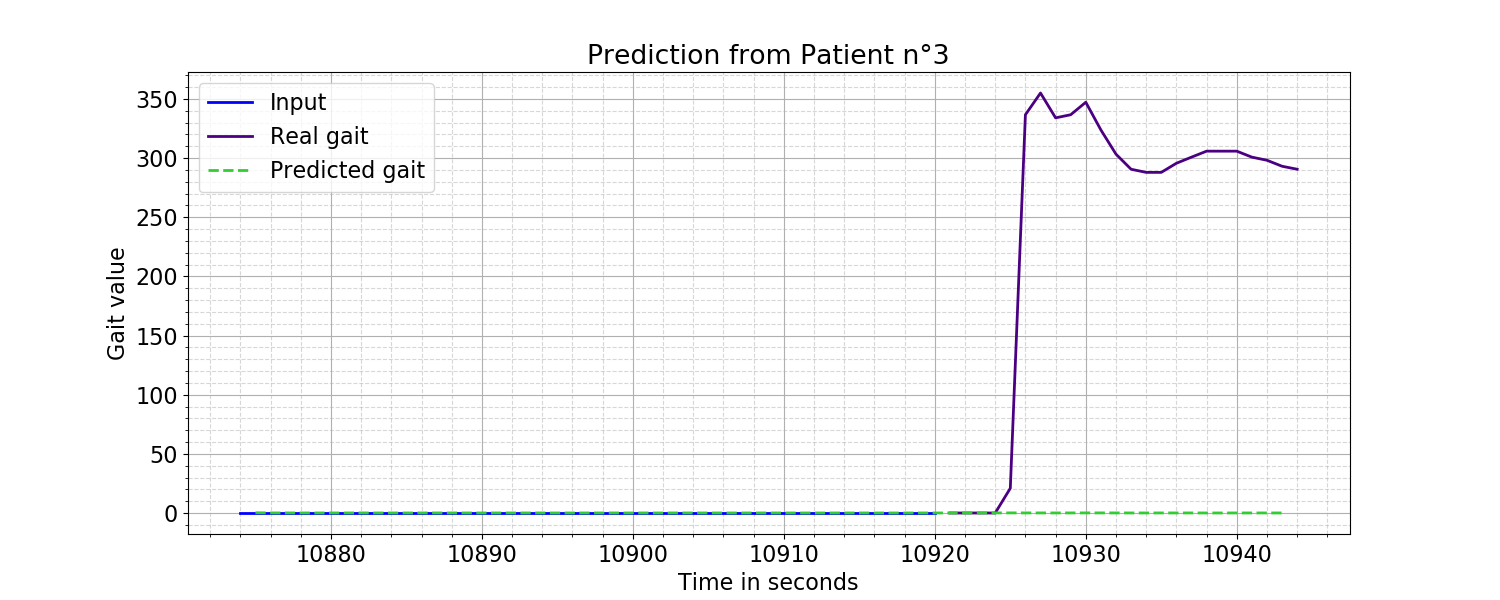 Prediction from Patient n°3
Input
Real gait
Predicted gait
350
300
250
200
150
100
50
0
Gait value
10880 10890 10900 10910 10920 10930 10940
Time in seconds